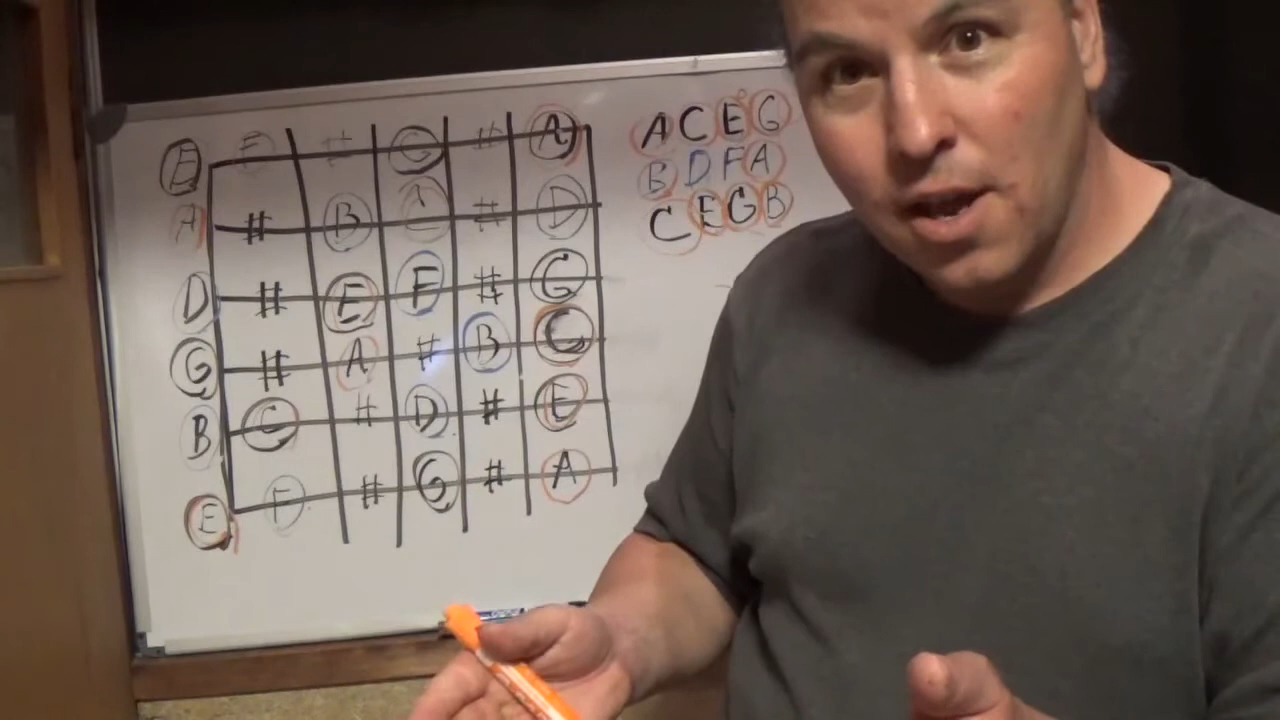 E F # G # A
A # B C # D
D # E F # G
G # A # B C
B C # D # E
E F # G # A
A C E G
B D F A
C E G B